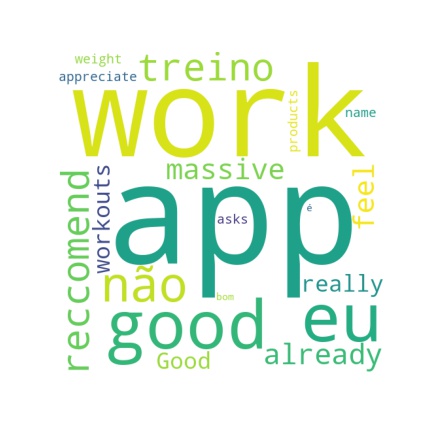 weight
treino
appreciate
work
products
name
massive
reccomend
workouts
feel
app
asks
é
não
really
bom
good
eu
Good
already